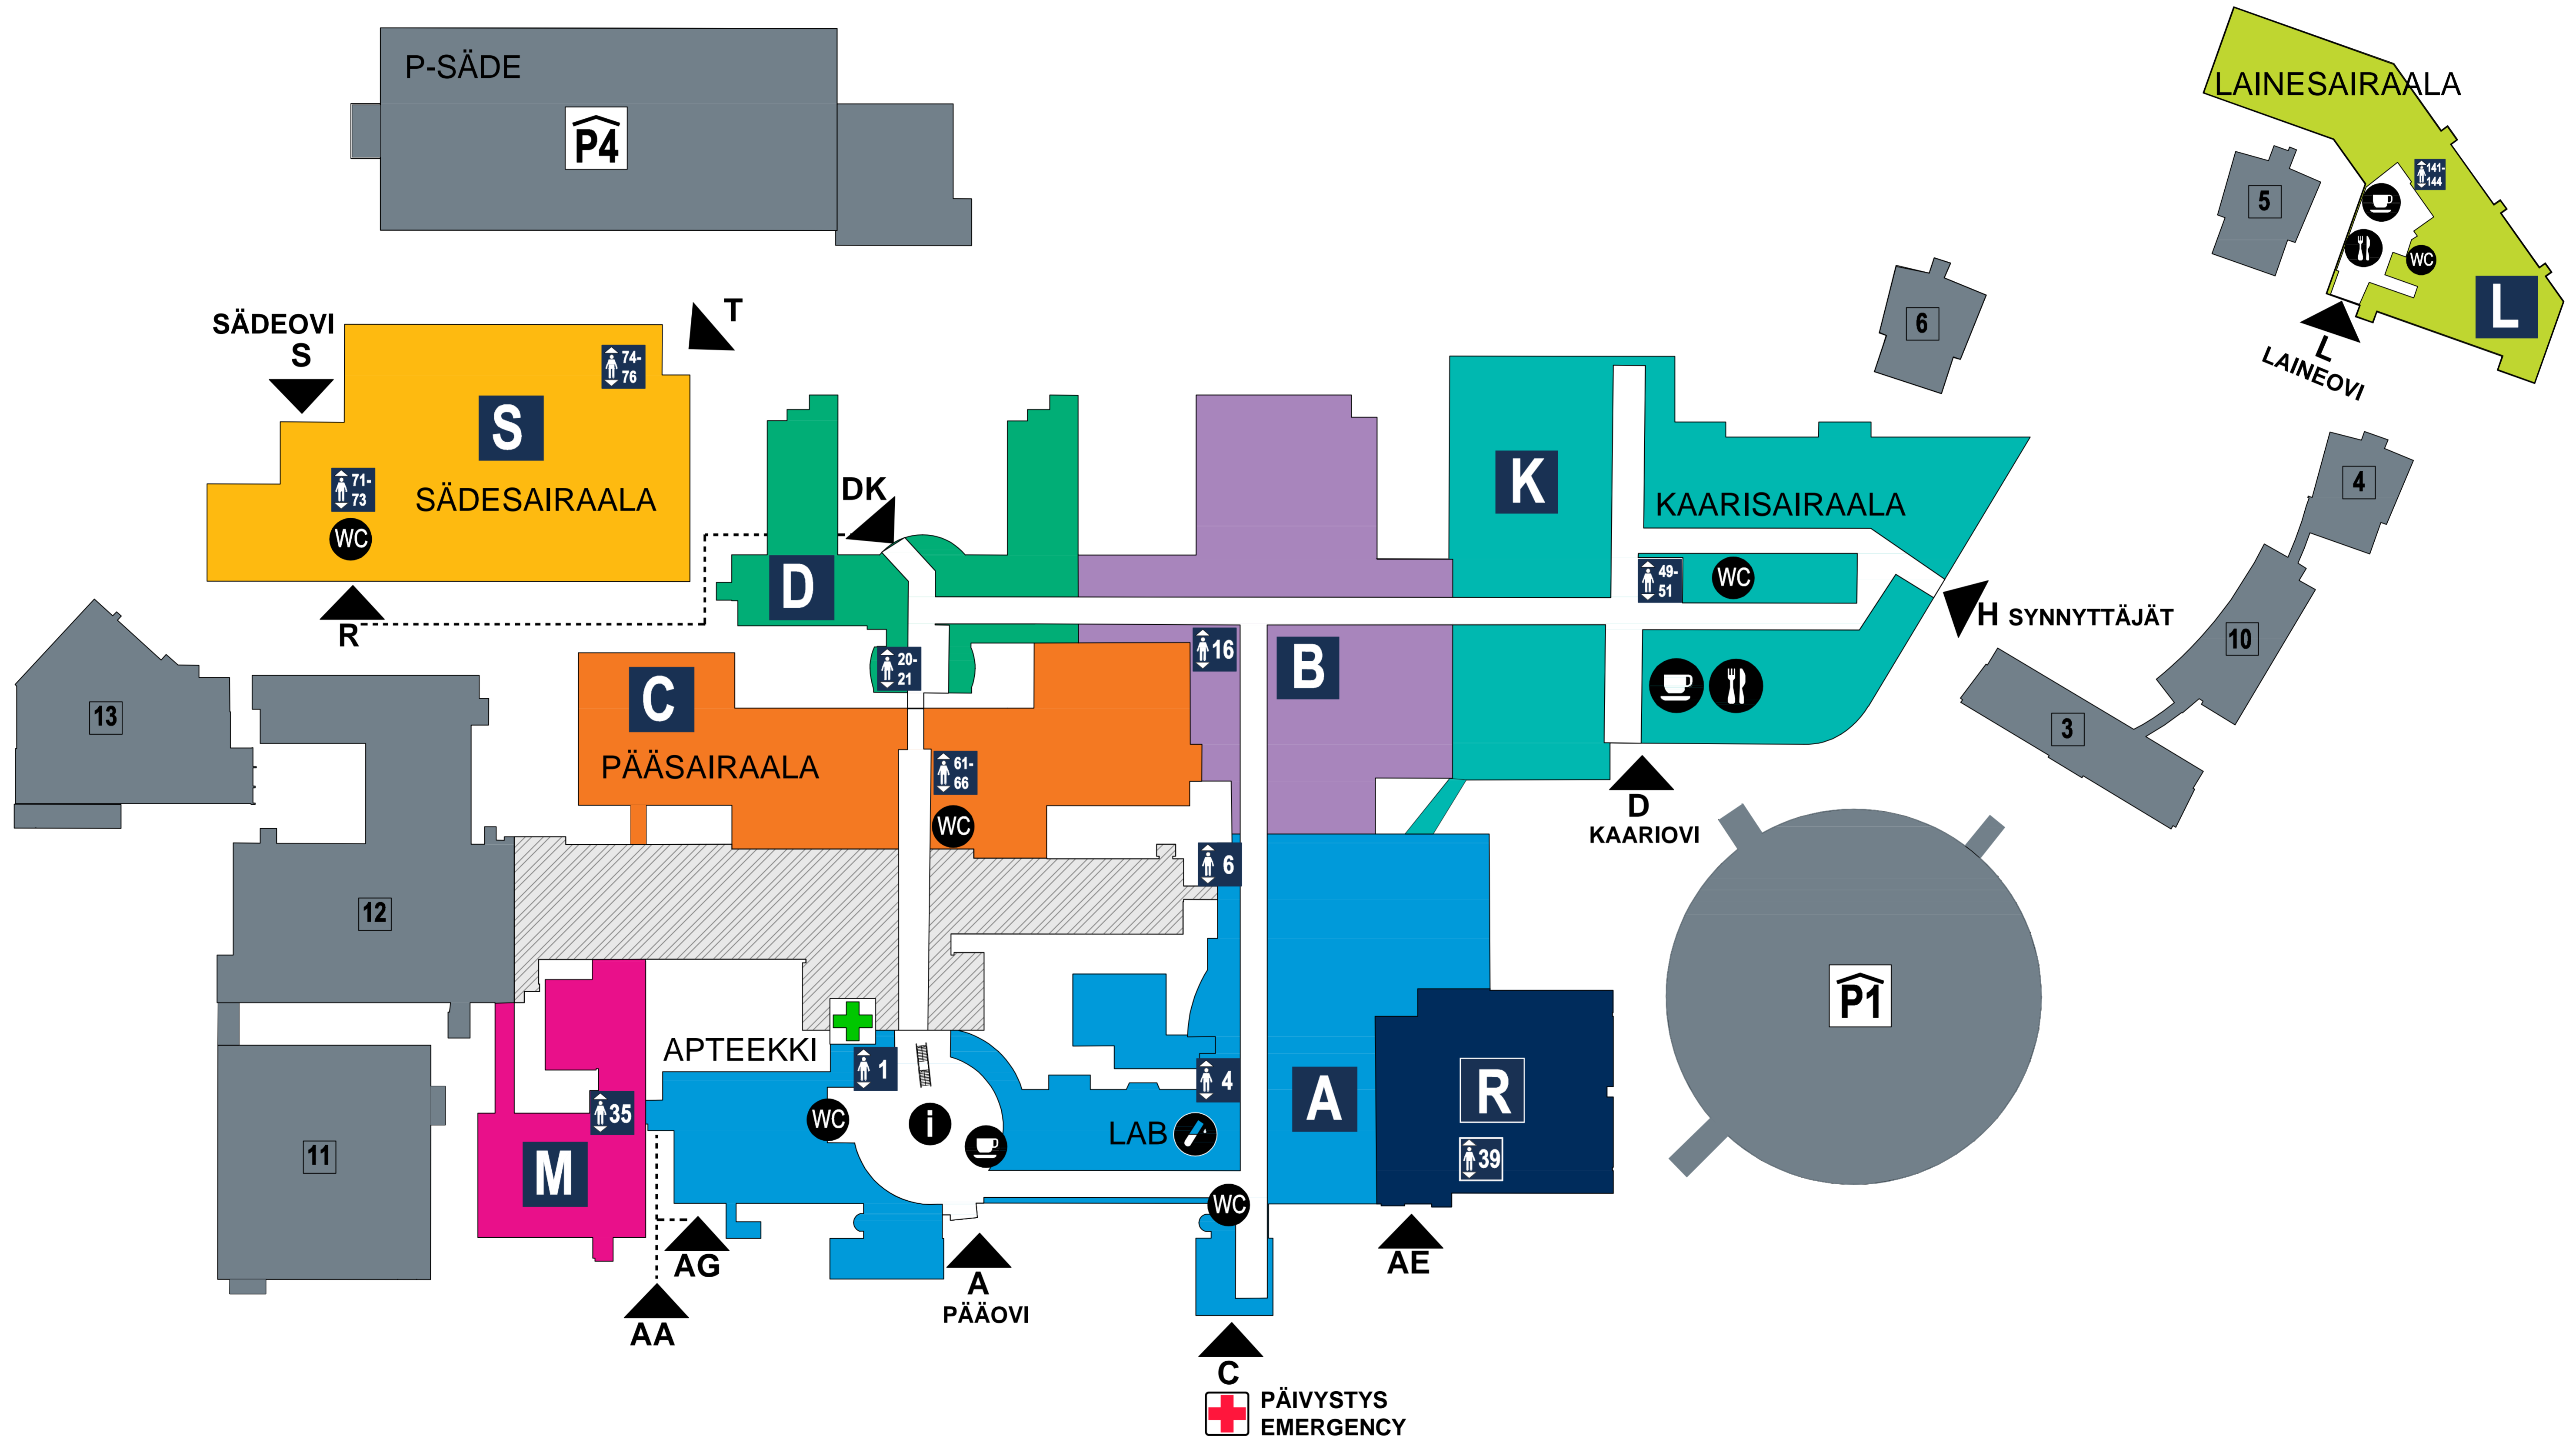 P-SÄDE
P4
LAINESAIRAALA
141-
144
5
WC
L
L
LAINEOVI
6
SÄDEOVI
S
T
74-
76
S
71-
73
SÄDESAIRAALA
WC
R
DK
D
20-
21
K
KAARISAIRAALA
49-
51
WC
H SYNNYTTÄJÄT
4
10
3
13
C
PÄÄSAIRAALA
61-
66
WC
16
B
D
KAARIOVI
12
6
P1
APTEEKKI
1
WC
i
LAB
4
A
R
39
35
M
11
WC
AG
AA
A
PÄÄOVI
AE
C
PÄIVYSTYS
EMERGENCY